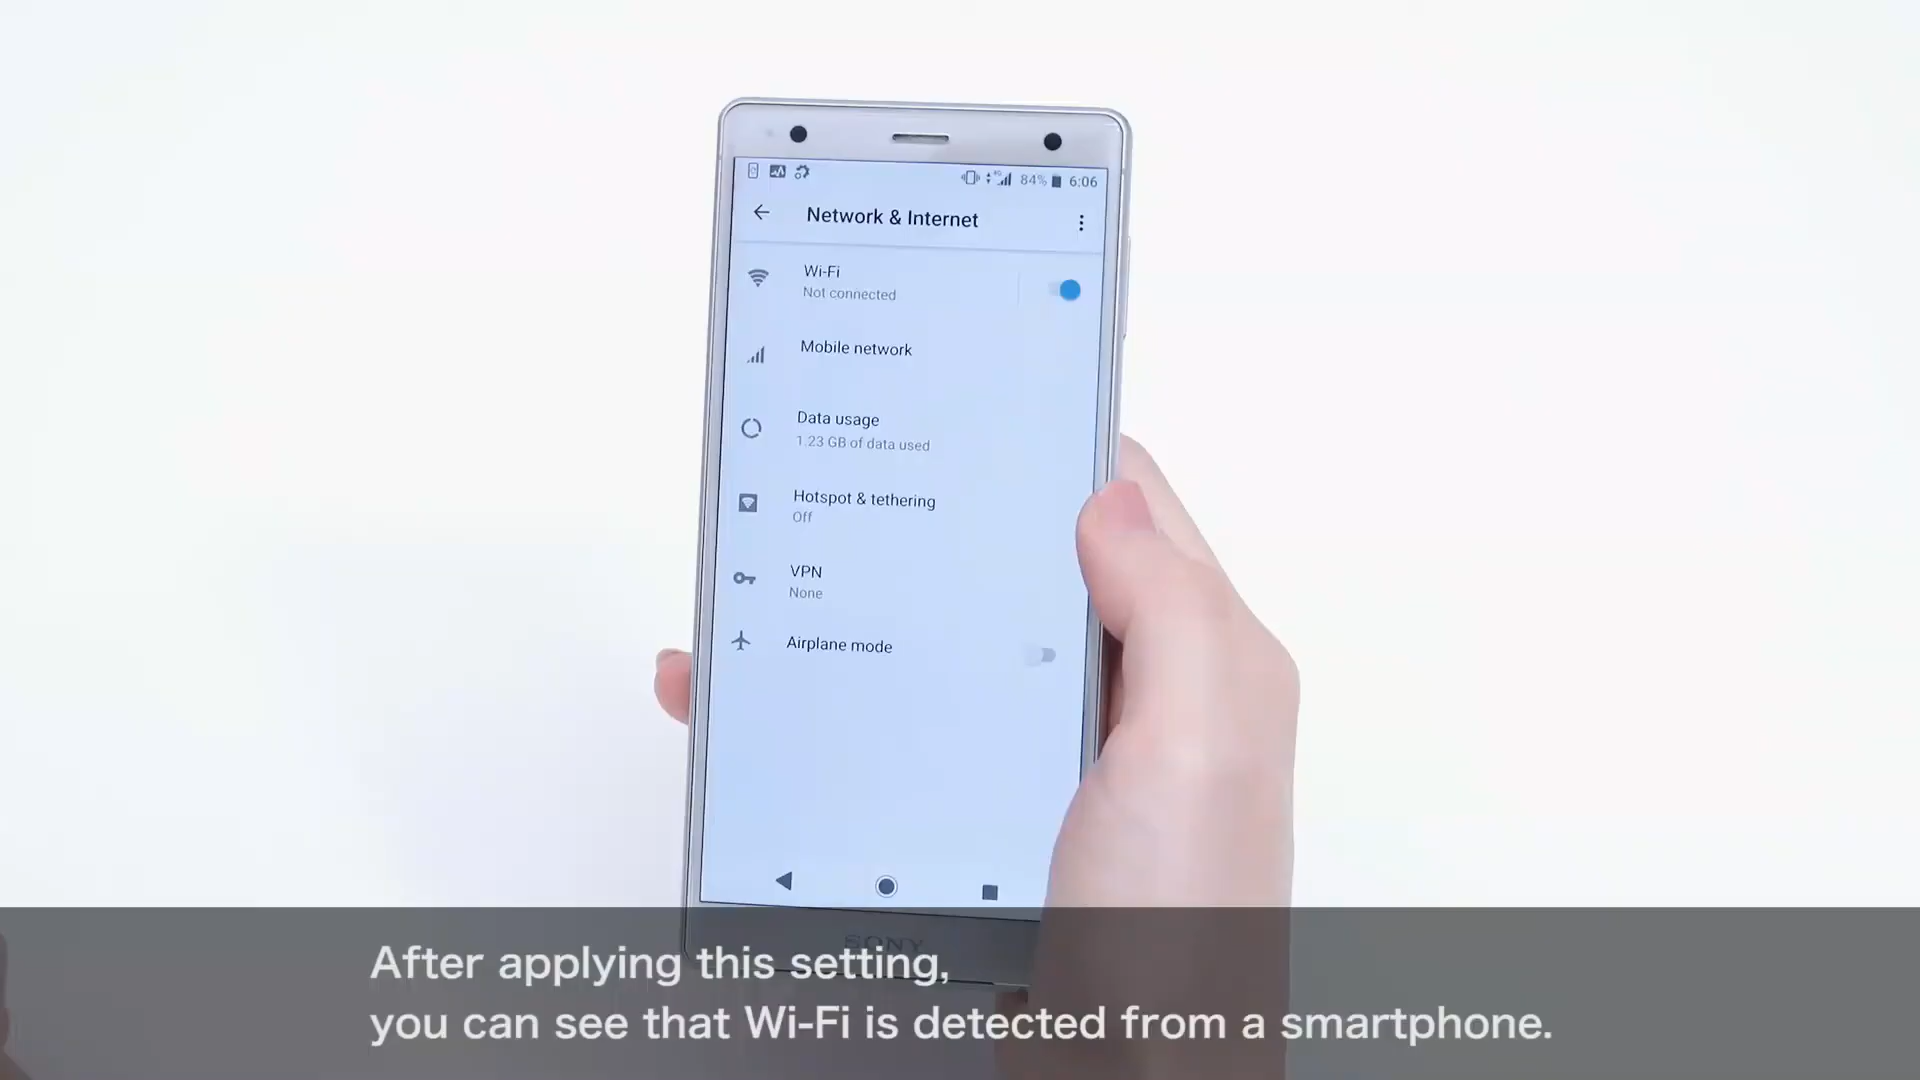 84% 6:06
Network & Internet
Wi-Fi
Not connected
Mobile network
Data usage
1.23 GB of data used
Hotspot & tethering
Off
VPN
None
Airplane mode
SONY
After applying this setting,
you can see that Wi-Fi is detected from a smartphone.